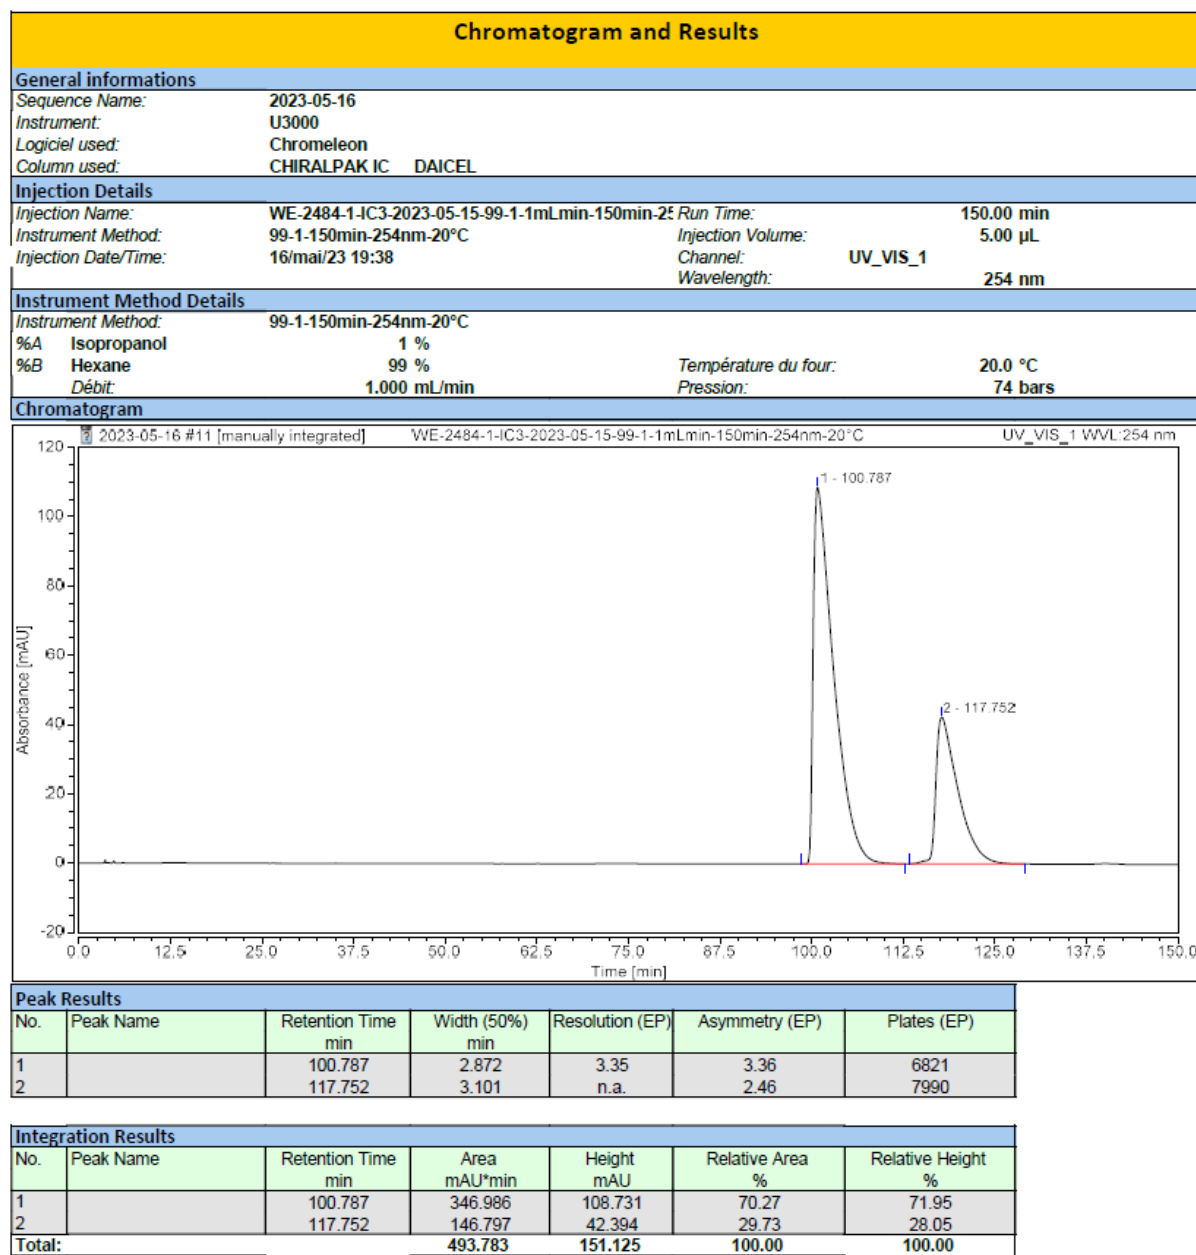 Chromatogram and Results
General informations
Sequence Name: 2023-05-16
Instrument: U3000
Logiciel used: Chromeleon
Column used: CHIRALPAK IC DAICEL
Injection Details
Injection Name: WE-2484-1-IC3-2023-05-15-99-1-1mLmin-150min-25 Run Time: 150.00 min
Instrument Method: 99-1-150min-254nm-20°C Injection Volume: 5.00 µL
Injection Date/Time: 16/mai/23 19:38 Channel: UV_VIS_1
Wavelength: 254 nm
Instrument Method Details
Instrument Method: 99-1-150min-254nm-20°C
%A Isopropanol 1 %
%B Hexane 99 % Température du four: 20.0 °C
Débit: 1.000 mL/min Pression: 74 bars
Chromatogram
2023-05-16 #11 [manually integrated] WE-2484-1-IC3-2023-05-15-99-1-1mLmin-150min-254nm-20°C UV_VIS_1 WVL:254 nm
120
100
80
60
40
20
0
-20
Absorbance [mAU]
1 - 100.787
2 - 117.752
0.0 12.5 25.0 37.5 50.0 62.5 75.0 87.5 100.0 112.5 125.0 137.5 150.0
Time [min]
Peak Results
No. Peak Name Retention Time Width (50%) Resolution (EP) Asymmetry (EP) Plates (EP)
min min
1 100.787 2.872 3.35 3.36 6821
2 117.752 3.101 n.a. 2.46 7990
Integration Results
No. Peak Name Retention Time Area Height Relative Area Relative Height
min mAU*min mAU % %
1 100.787 346.986 108.731 70.27 71.95
2 117.752 146.797 42.394 29.73 28.05
Total: 493.783 151.125 100.00 100.00